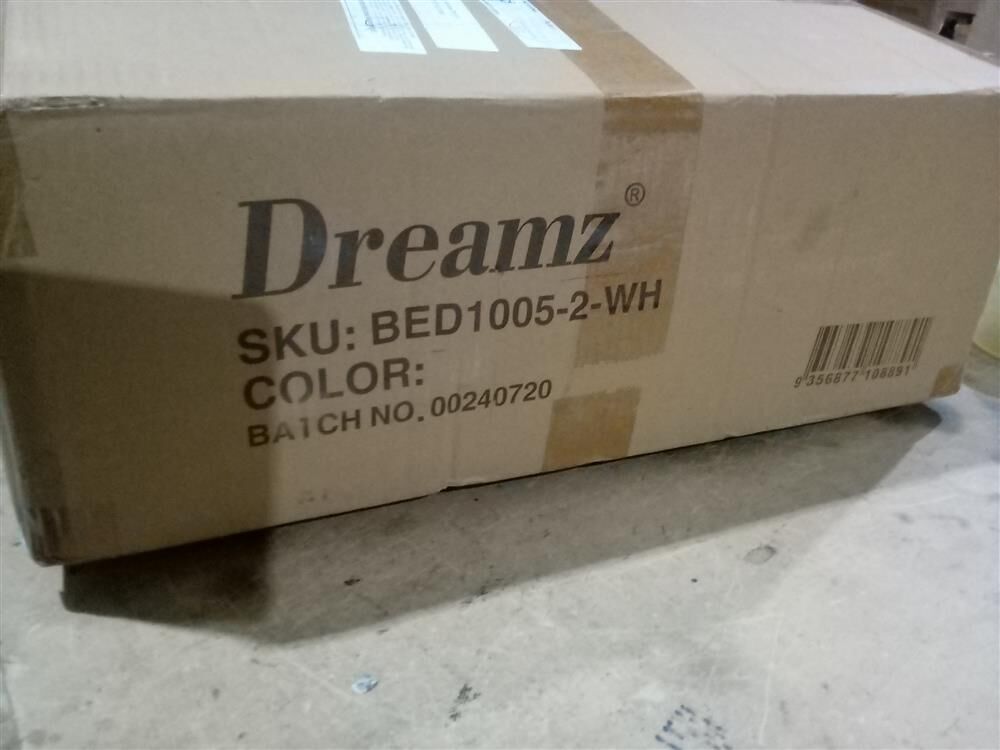 Dreamz®
SKU: BED1005-2-WH
COLOR:
BATCH NO. 00240720
9 356877 108891